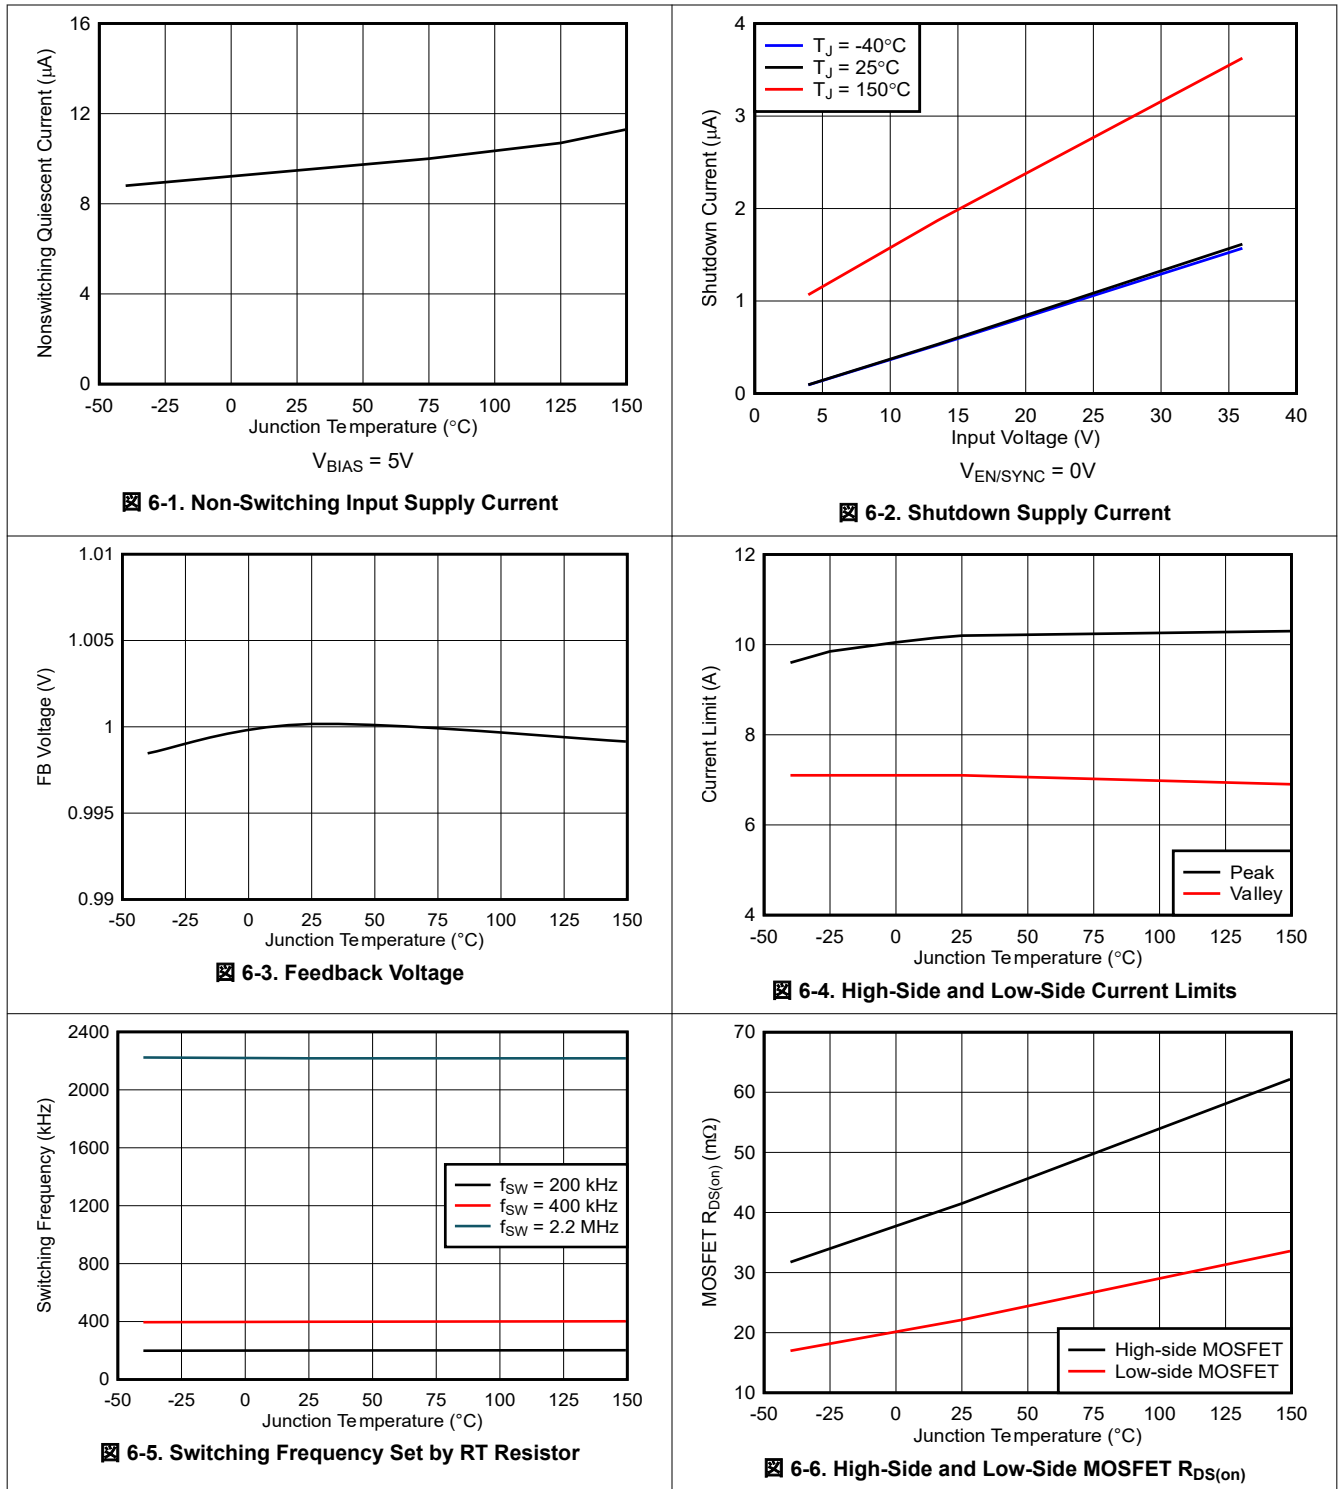 Nonswitching Quiescent Current (μA)
16
12
8
4
0
-50 -25 0 25 50 75 100 125 150
Junction Temperature (°C)
V_BIAS = 5V
図 6-1. Non-Switching Input Supply Current
Shutdown Current (μA)
4
3
2
1
0
T_J = -40°C
T_J = 25°C
T_J = 150°C
0 5 10 15 20 25 30 35 40
Input Voltage (V)
V_EN/SYNC = 0V
図 6-2. Shutdown Supply Current
FB Voltage (V)
1.01
1.005
1
0.995
0.99
-50 -25 0 25 50 75 100 125 150
Junction Temperature (°C)
図 6-3. Feedback Voltage
Current Limit (A)
12
10
8
6
4
Peak
Valley
-50 -25 0 25 50 75 100 125 150
Junction Temperature (°C)
図 6-4. High-Side and Low-Side Current Limits
Switching Frequency (kHz)
2400
2000
1600
1200
800
400
0
f_SW = 200 kHz
f_SW = 400 kHz
f_SW = 2.2 MHz
-50 -25 0 25 50 75 100 125 150
Junction Temperature (°C)
図 6-5. Switching Frequency Set by RT Resistor
MOSFET R_DS(on) (mΩ)
70
60
50
40
30
20
10
High-side MOSFET
Low-side MOSFET
-50 -25 0 25 50 75 100 125 150
Junction Temperature (°C)
図 6-6. High-Side and Low-Side MOSFET R_DS(on)